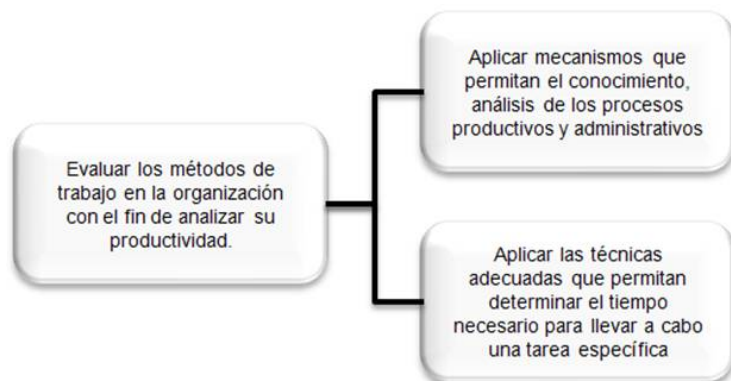 Evaluar los métodos de
trabajo en la organización
con el fin de analizar su
productividad.
Aplicar mecanismos que
permitan el conocimiento,
análisis de los procesos
productivos y administrativos
Aplicar las técnicas
adecuadas que permitan
determinar el tiempo
necesario para llevar a cabo
una tarea específica